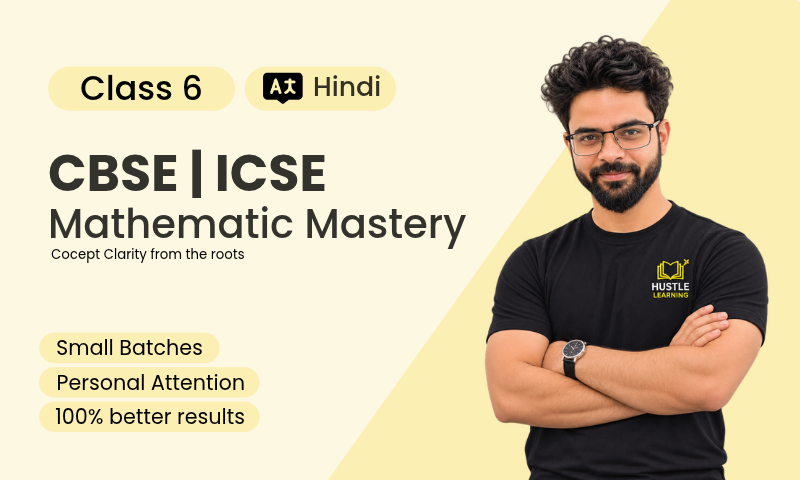 Class 6
Hindi
CBSE | ICSE
Mathematic Mastery
Cocept Clarity from the roots
Small Batches
Personal Attention
100% better results
HUSTLE
LEARNING